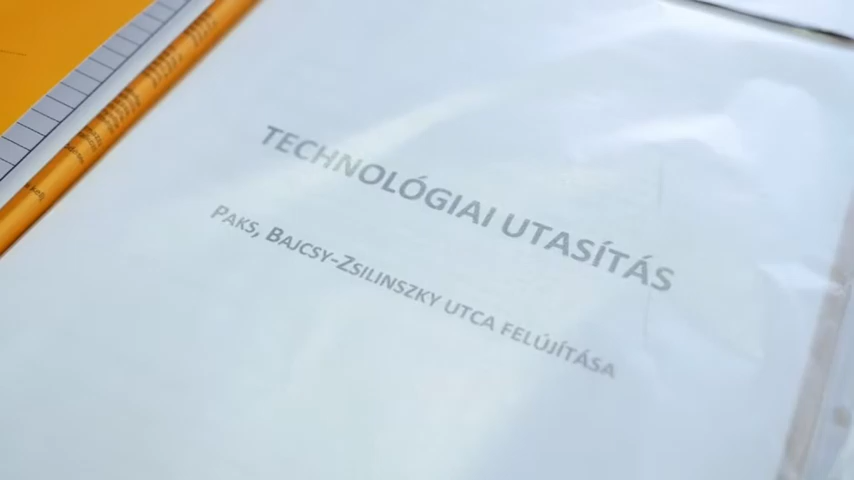 TECHNOLÓGIAI UTASÍTÁS
PAKS, BAJCSY-ZSILINSZKY UTCA FELÚJÍTÁSA